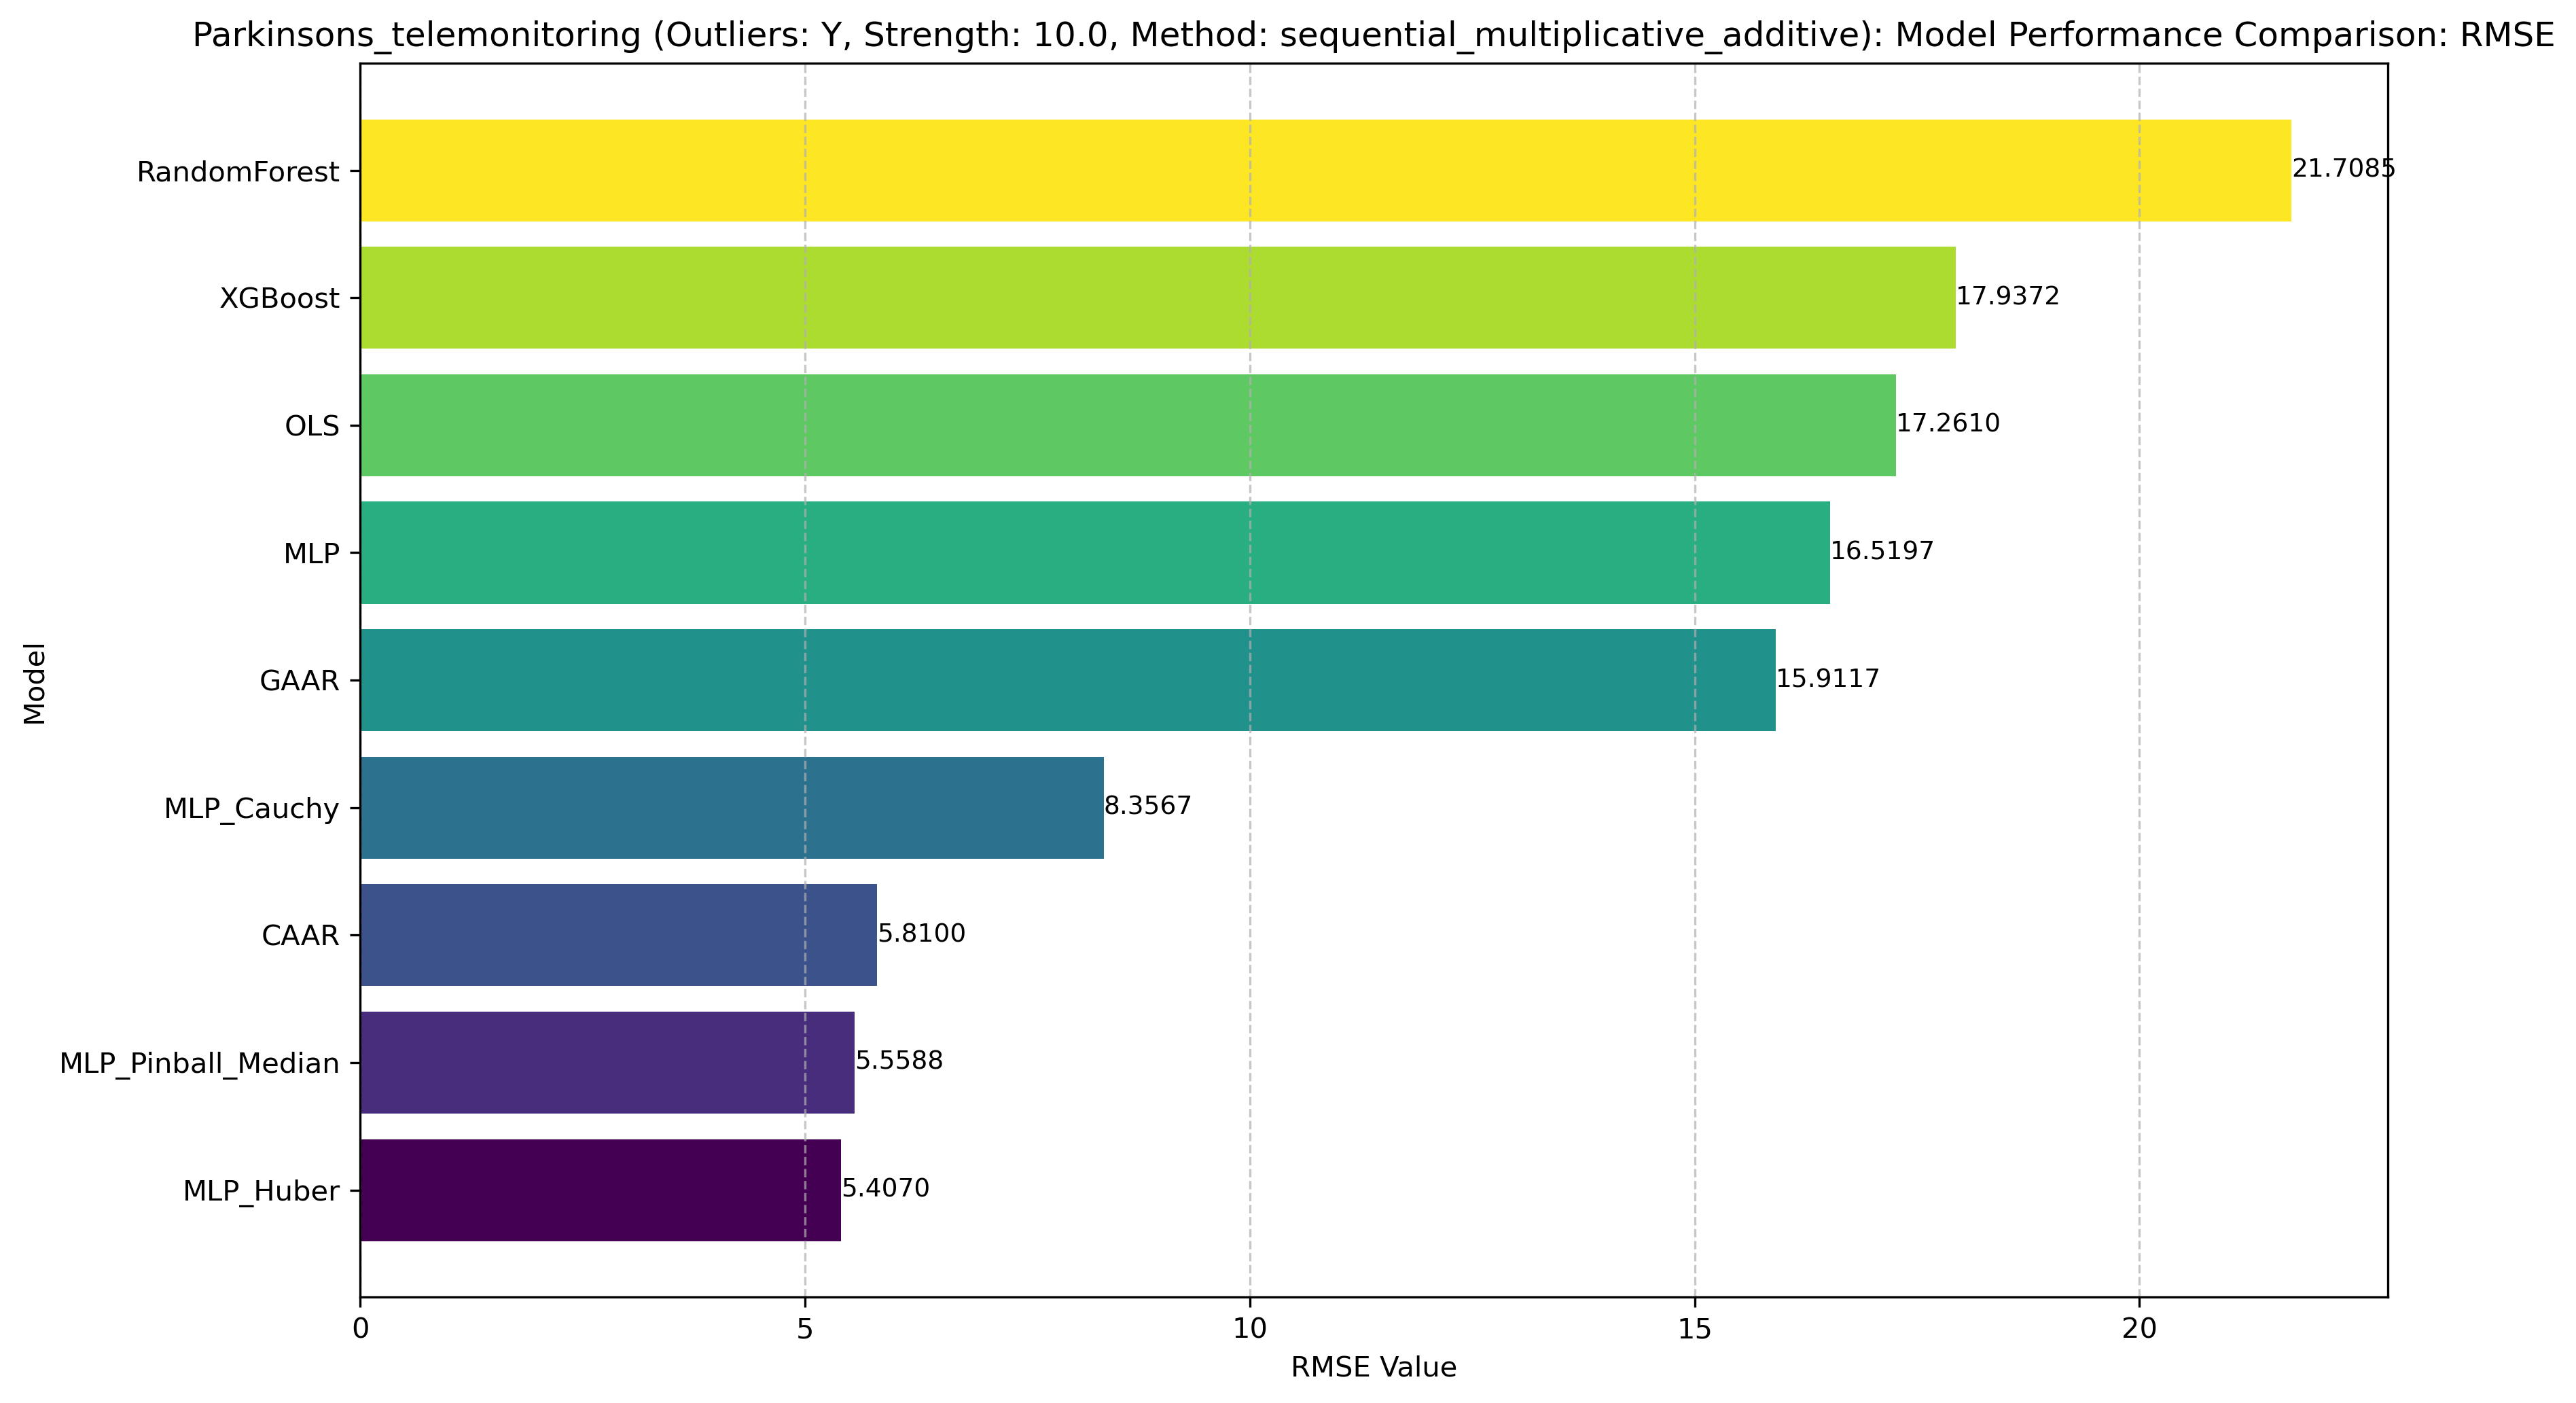 Parkinsons_telemonitoring (Outliers: Y, Strength: 10.0, Method: sequential_multiplicative_additive): Model Performance Comparison: RMSE
RandomForest 21.7085
XGBoost 17.9372
OLS 17.2610
MLP 16.5197
GAAR 15.9117
MLP_Cauchy 8.3567
CAAR 5.8100
MLP_Pinball_Median 5.5588
MLP_Huber 5.4070
Model
0 5 10 15 20
RMSE Value